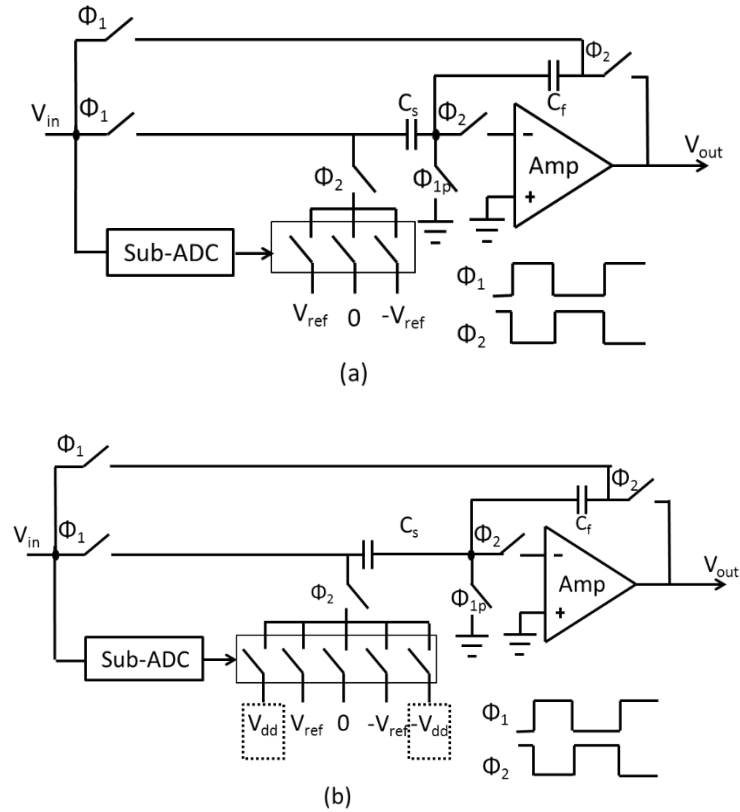 Φ1
Φ2
Cf
Vin
Φ1
Cs
Φ2
−
Amp
Vout
Φ2
Φ1p
+
Sub-ADC
Vref 0 -Vref
Φ1
Φ2
(a)
Φ1
Φ2
Cf
Vin
Φ1
Cs
Φ2
−
Amp
Vout
Φ2
Φ1p
+
Sub-ADC
Vdd Vref 0 -Vref -Vdd
Φ1
Φ2
(b)